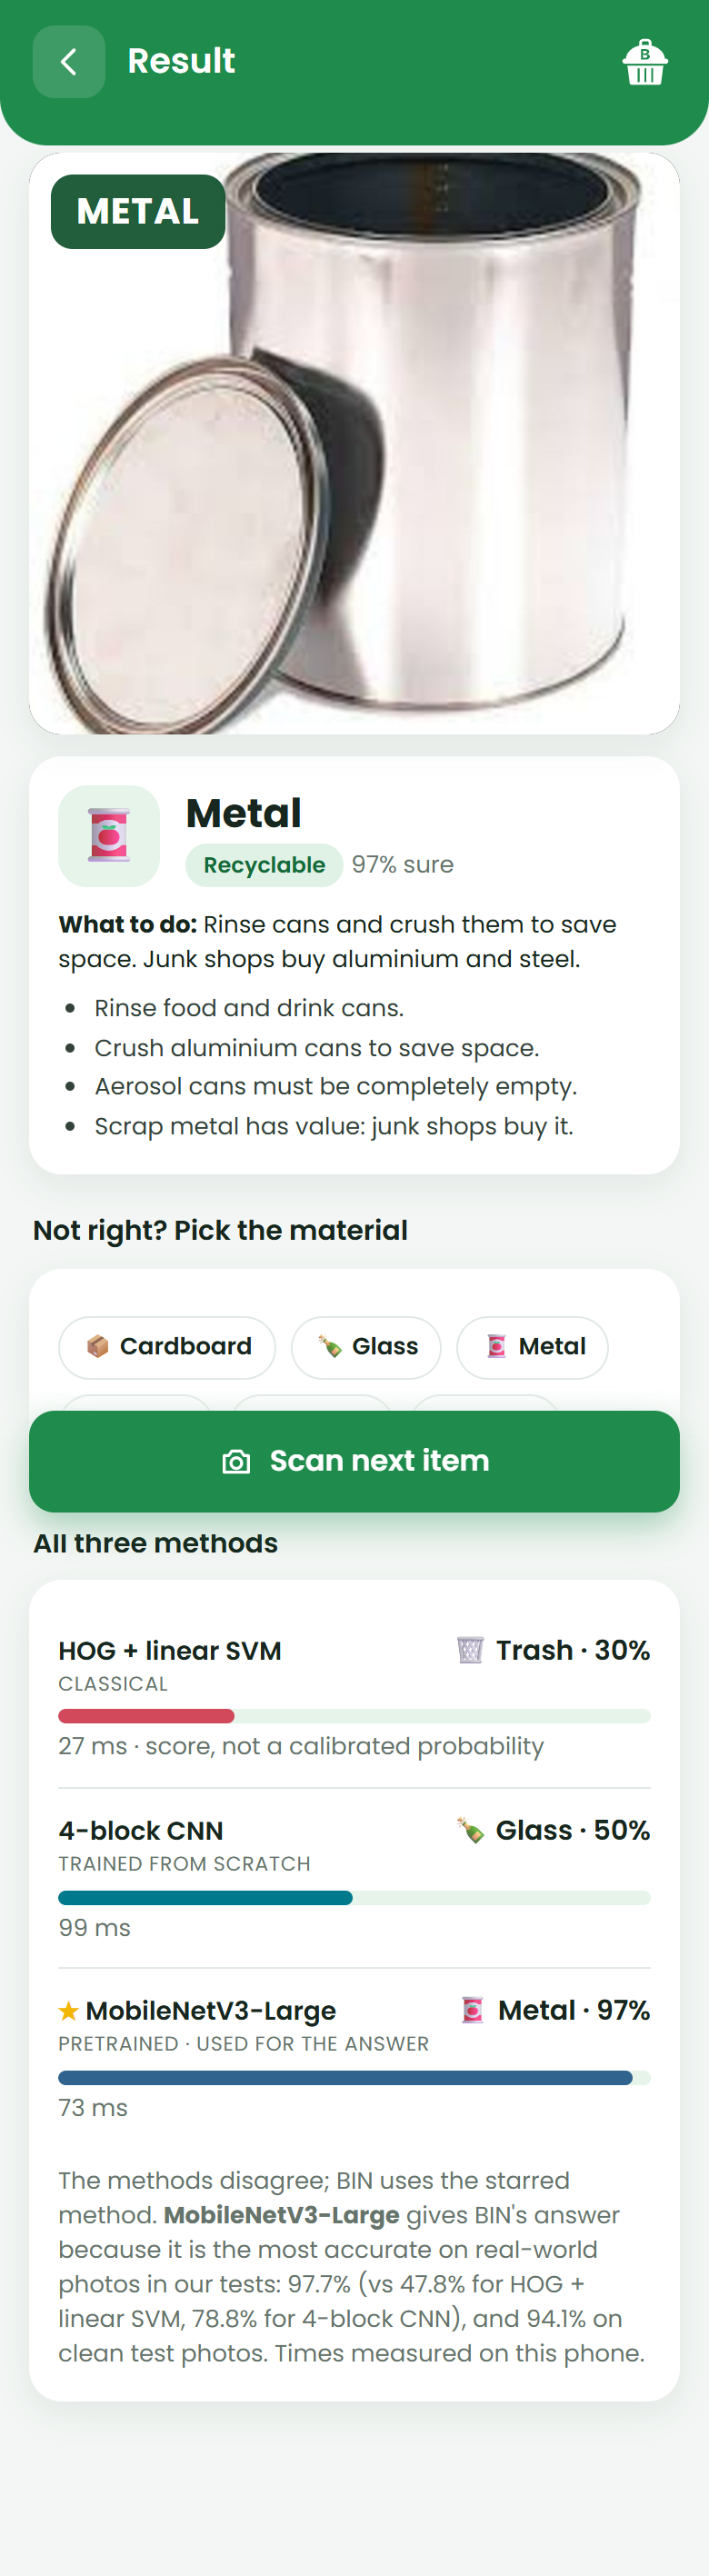 Result
B
METAL
Metal
Recyclable 97% sure
What to do: Rinse cans and crush them to save
space. Junk shops buy aluminium and steel.
• Rinse food and drink cans.
• Crush aluminium cans to save space.
• Aerosol cans must be completely empty.
• Scrap metal has value: junk shops buy it.
Not right? Pick the material
Cardboard Glass Metal
Scan next item
All three methods
HOG + linear SVM Trash · 30%
CLASSICAL
27 ms · score, not a calibrated probability
4-block CNN Glass · 50%
TRAINED FROM SCRATCH
99 ms
★ MobileNetV3-Large Metal · 97%
PRETRAINED · USED FOR THE ANSWER
73 ms
The methods disagree; BIN uses the starred
method. MobileNetV3-Large gives BIN's answer
because it is the most accurate on real-world
photos in our tests: 97.7% (vs 47.8% for HOG +
linear SVM, 78.8% for 4-block CNN), and 94.1% on
clean test photos. Times measured on this phone.